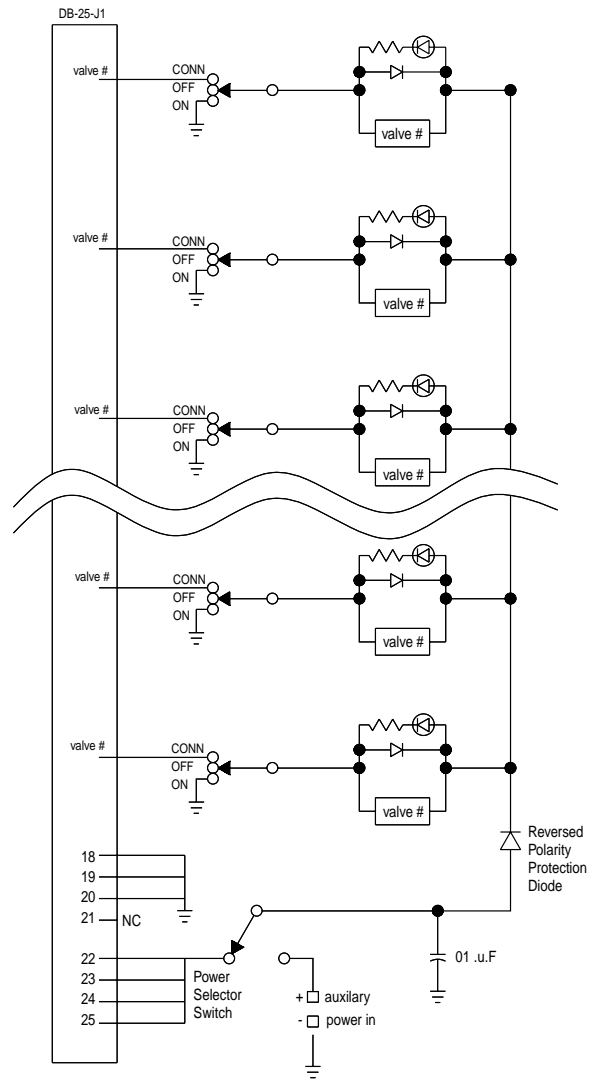 DB-25-J1
valve #
CONN
OFF
ON
valve #
valve #
CONN
OFF
ON
valve #
valve #
CONN
OFF
ON
valve #
valve #
CONN
OFF
ON
valve #
valve #
CONN
OFF
ON
valve #
Reversed
Polarity
Protection
Diode
18
19
20
21 NC
22
23
24
25
Power
Selector
Switch
+ auxilary
- power in
01 .u.F